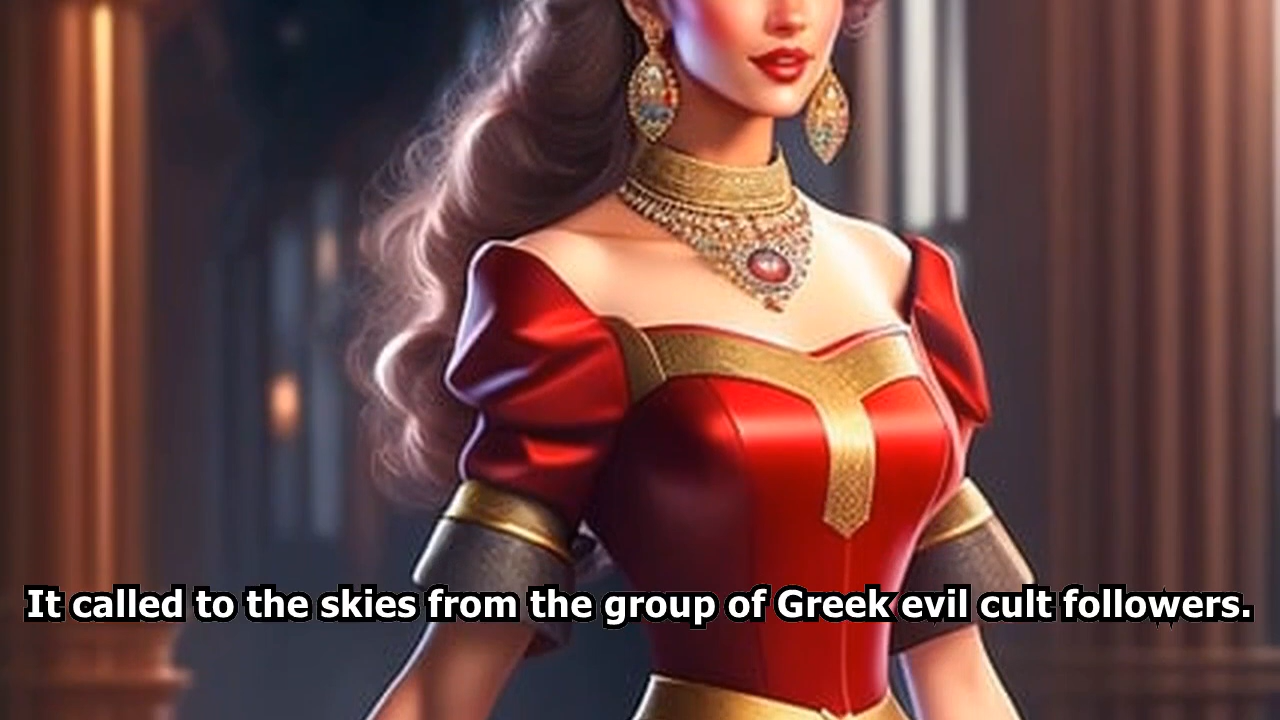 It called to the skies from the group of Greek evil cult followers.